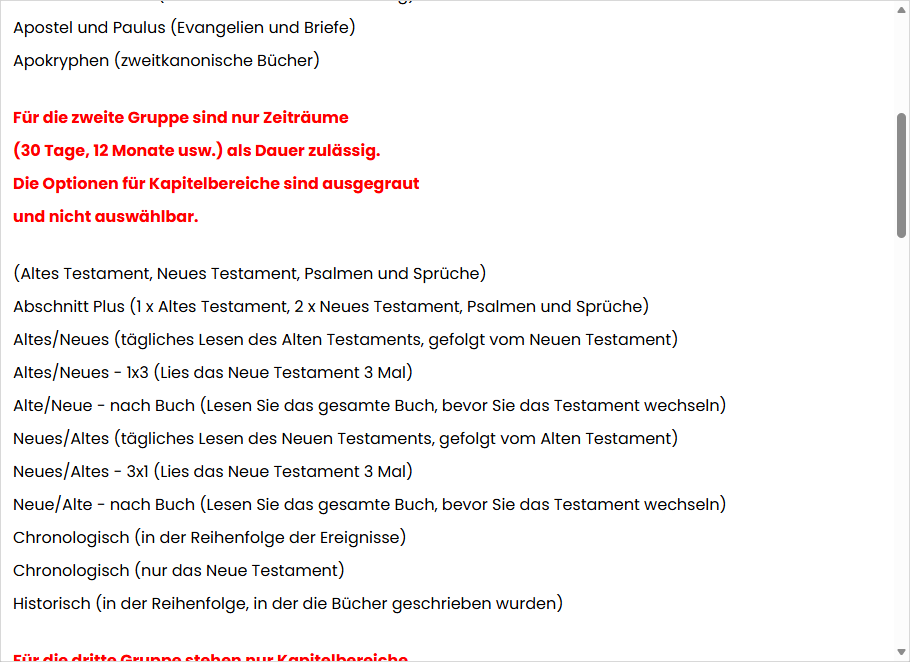 Apostel und Paulus (Evangelien und Briefe)
Apokryphen (zweitkanonische Bücher)
Für die zweite Gruppe sind nur Zeiträume
(30 Tage, 12 Monate usw.) als Dauer zulässig.
Die Optionen für Kapitelbereiche sind ausgegraut
und nicht auswählbar.
(Altes Testament, Neues Testament, Psalmen und Sprüche)
Abschnitt Plus (1 x Altes Testament, 2 x Neues Testament, Psalmen und Sprüche)
Altes/Neues (tägliches Lesen des Alten Testaments, gefolgt vom Neuen Testament)
Altes/Neues - 1x3 (Lies das Neue Testament 3 Mal)
Alte/Neue - nach Buch (Lesen Sie das gesamte Buch, bevor Sie das Testament wechseln)
Neues/Altes (tägliches Lesen des Neuen Testaments, gefolgt vom Alten Testament)
Neues/Altes - 3x1 (Lies das Neue Testament 3 Mal)
Neue/Alte - nach Buch (Lesen Sie das gesamte Buch, bevor Sie das Testament wechseln)
Chronologisch (in der Reihenfolge der Ereignisse)
Chronologisch (nur das Neue Testament)
Historisch (in der Reihenfolge, in der die Bücher geschrieben wurden)
Für die dritte Gruppe stehen nur Kapitelbereiche